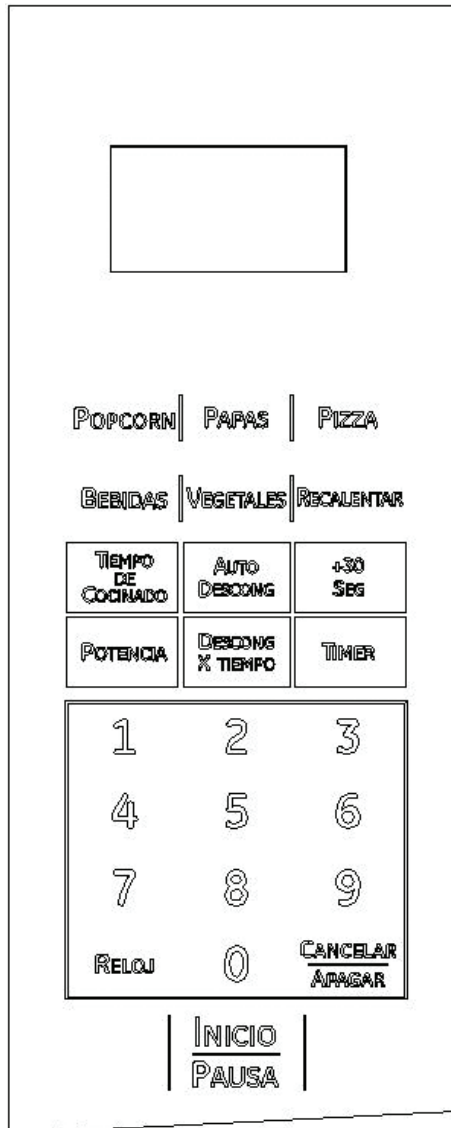 POPCORN PAPAS PIZZA
BEBIDAS VEGETALES RECALENTAR
TIEMPO DE COCINADO AUTO DESCONG +30 SEG
POTENCIA DESCONG X TIEMPO TIMER
1 2 3
4 5 6
7 8 9
RELOJ 0 CANCELAR APAGAR
INICIO
PAUSA